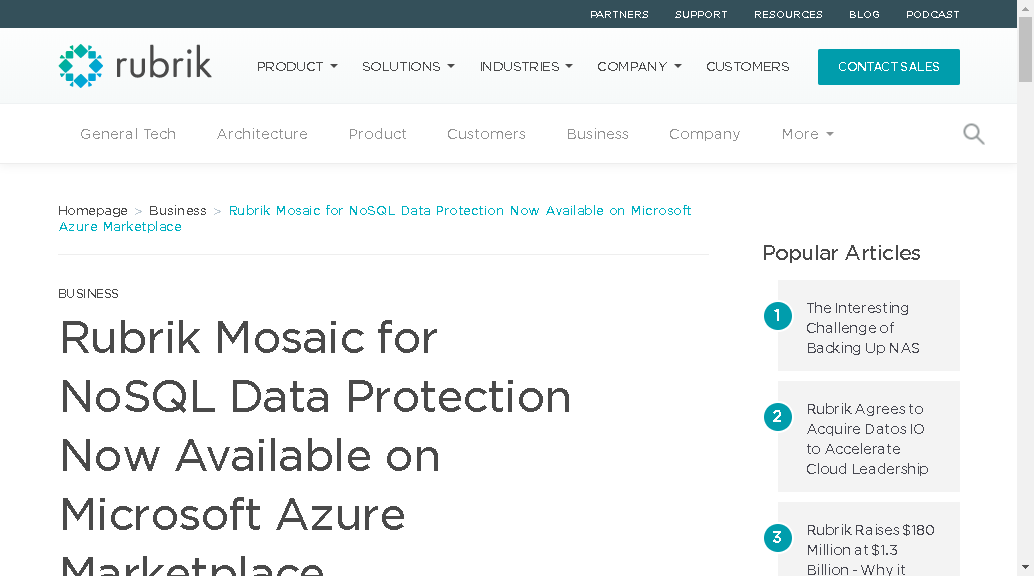 PARTNERS SUPPORT RESOURCES BLOG PODCAST
rubrik PRODUCT SOLUTIONS INDUSTRIES COMPANY CUSTOMERS CONTACT SALES
General Tech Architecture Product Customers Business Company More
Homepage > Business > Rubrik Mosaic for NoSQL Data Protection Now Available on Microsoft
Azure Marketplace
BUSINESS
Rubrik Mosaic for
NoSQL Data Protection
Now Available on
Microsoft Azure
Marketplace
Popular Articles
1 The Interesting
Challenge of
Backing Up NAS
2 Rubrik Agrees to
Acquire Datos IO
to Accelerate
Cloud Leadership
3 Rubrik Raises $180
Million at $1.3
Billion - Why it